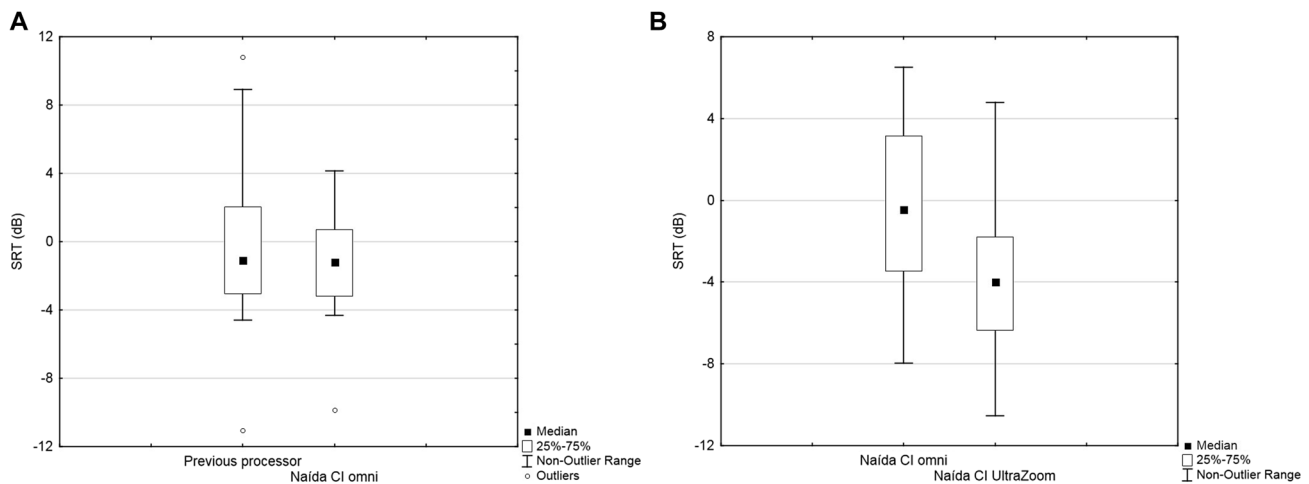 A
12
8
4
0
-4
-8
-12
SRT (dB)
Previous processor
Naída CI omni
Median
25%-75%
Non-Outlier Range
Outliers
B
8
4
0
-4
-8
-12
SRT (dB)
Naída CI omni
Naída CI UltraZoom
Median
25%-75%
Non-Outlier Range